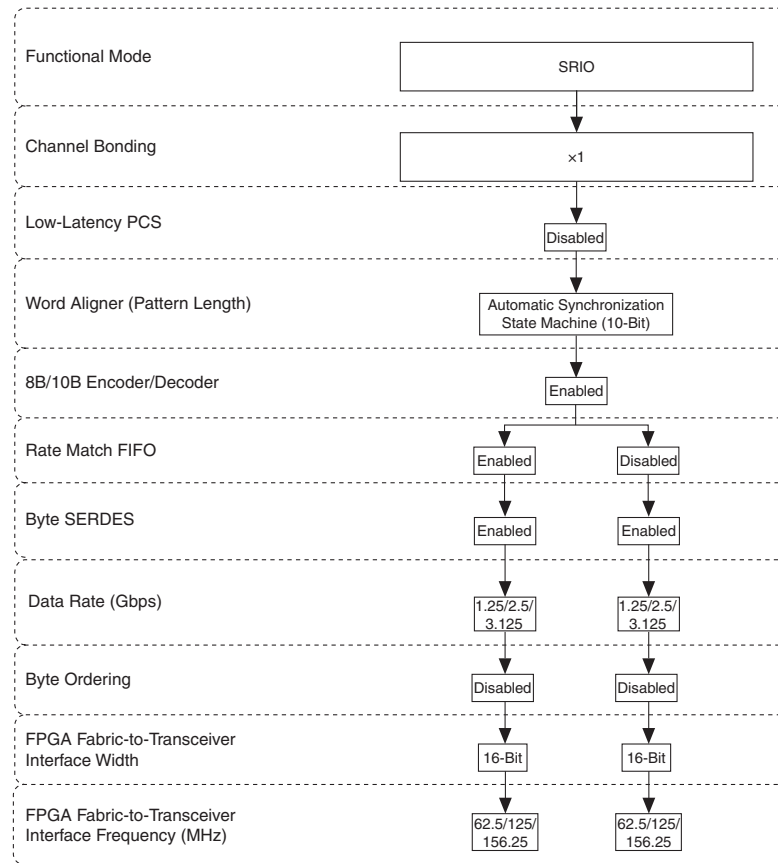 Functional Mode
SRIO
Channel Bonding
×1
Low-Latency PCS
Disabled
Word Aligner (Pattern Length)
Automatic Synchronization
State Machine (10-Bit)
8B/10B Encoder/Decoder
Enabled
Rate Match FIFO
Enabled
Disabled
Byte SERDES
Enabled
Enabled
Data Rate (Gbps)
1.25/2.5/
3.125
1.25/2.5/
3.125
Byte Ordering
Disabled
Disabled
FPGA Fabric-to-Transceiver
Interface Width
16-Bit
16-Bit
FPGA Fabric-to-Transceiver
Interface Frequency (MHz)
62.5/125/
156.25
62.5/125/
156.25